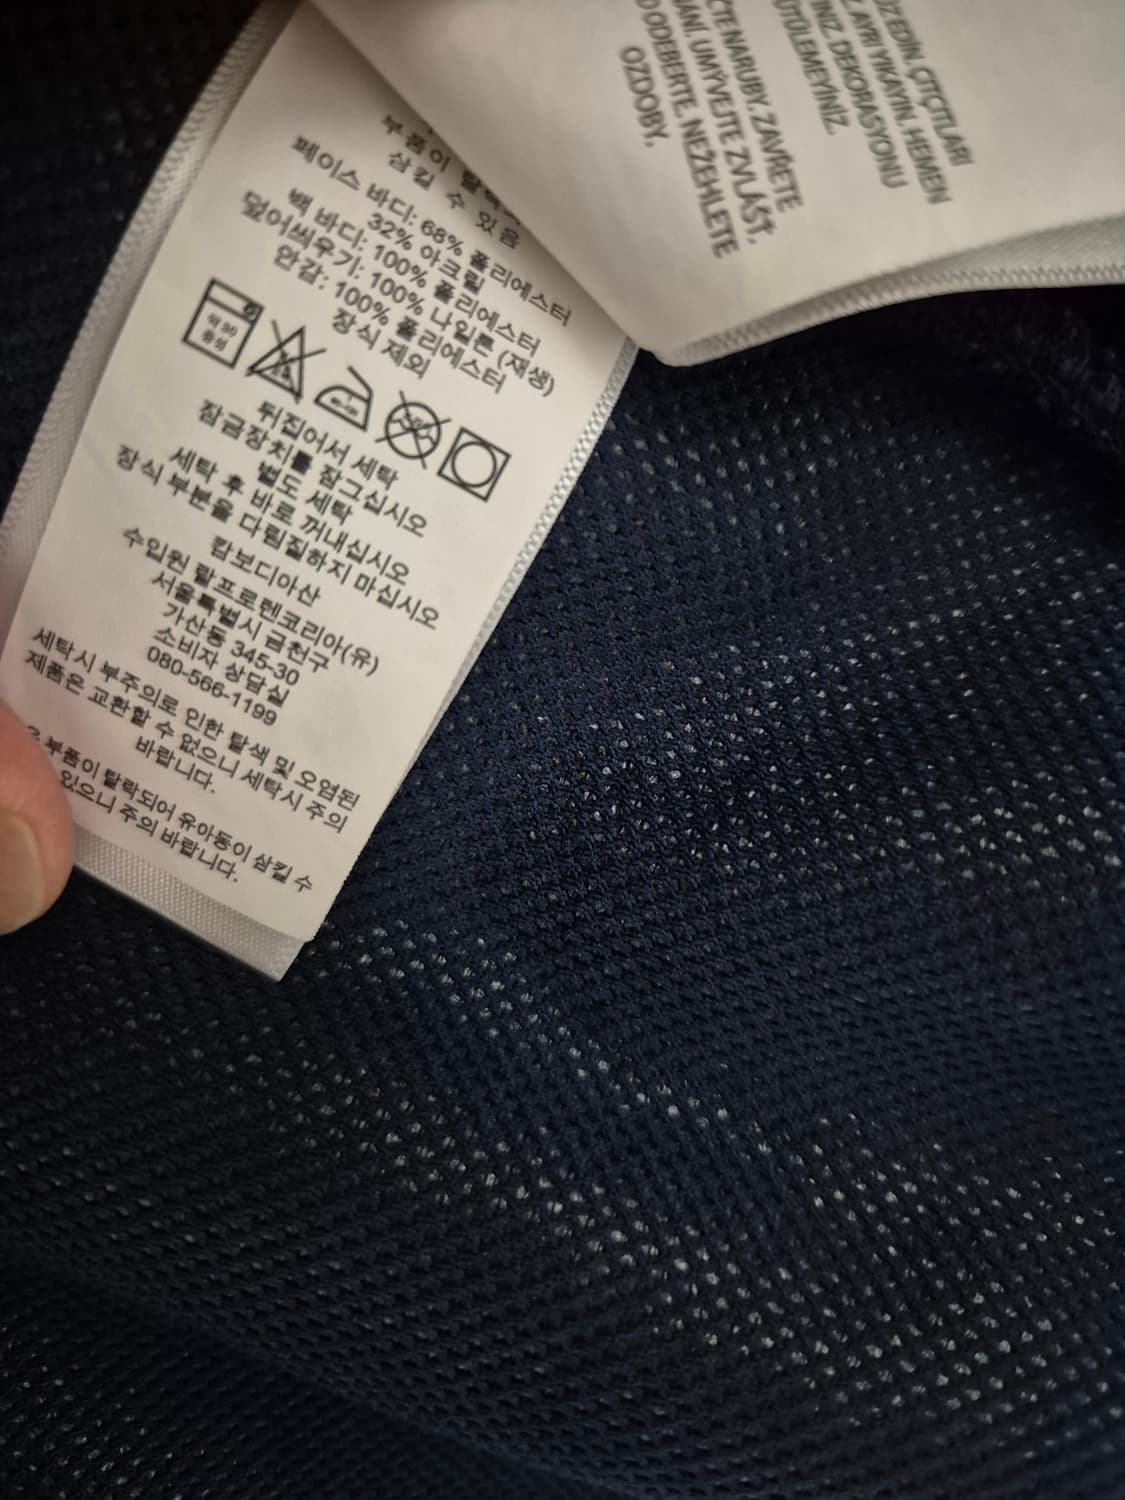 부품이
삼킬 수 있음
페이스 바디: 68% 폴리에스터
32% 아크릴
백 바디: 100% 폴리에스터
덮어씌우기: 100% 나일론 (재생)
안감: 100% 폴리에스터
장식 제외
약 30
중성
뒤집어서 세탁
잠금장치를 잠그십시오
별도 세탁
세탁 후 바로 꺼내십시오
장식 부분을 다림질하지 마십시오
캄보디아산
수입원 랄프로렌코리아(유)
서울특별시 금천구
가산동 345-30
소비자 상담실
080-566-1199
세탁시 부주의로 인한 탈색 및 오염된
제품은 교환할 수 없으니 세탁시 주의
바랍니다.
부품이 탈락되어 유아동이 삼킬 수
있으니 주의 바랍니다.
NARUBY. ZAVŘETE
UMÝVEJTE ZVLÁŠŤ.
ODEBERTE. NEŽEHLETE
OZDOBY.
EDİN. ÇITÇITLARI
AYRI YIKAYIN. HEMEN
DEKORASYONU
ÜTÜLEMEYİNİZ.